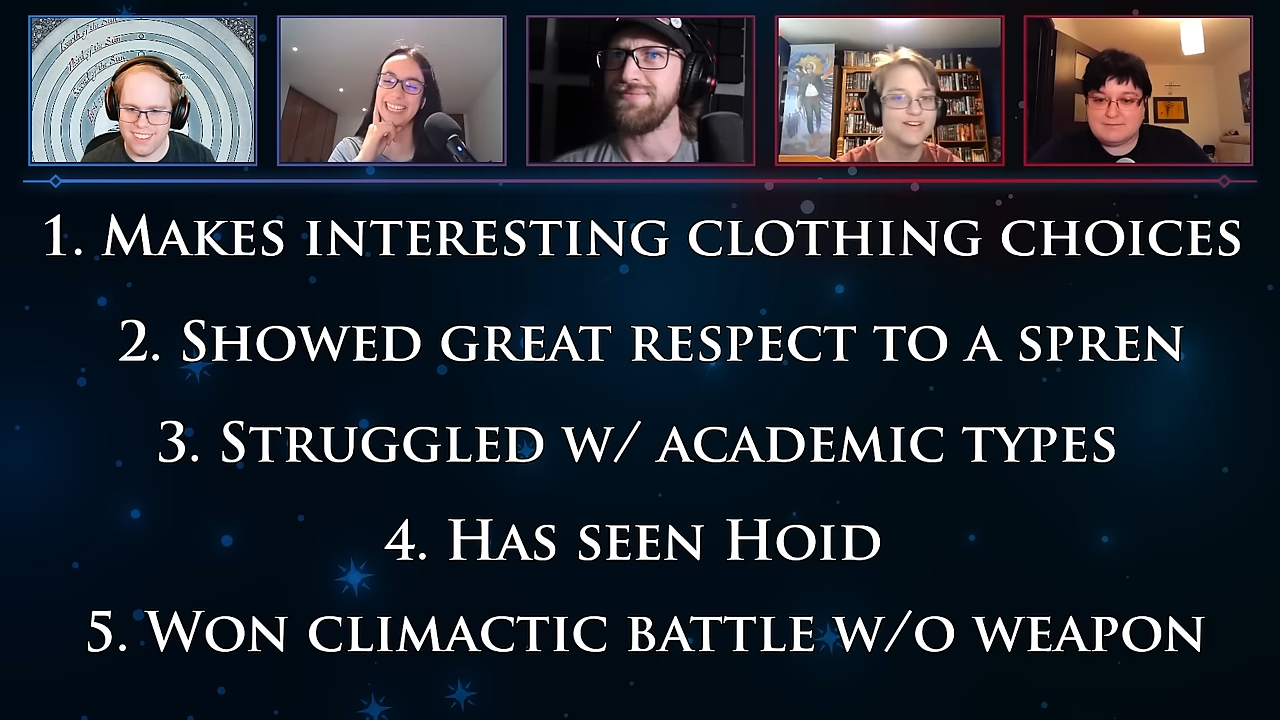 1. Makes interesting clothing choices
2. Showed great respect to a spren
3. Struggled w/ academic types
4. Has seen Hoid
5. Won climactic battle w/o weapon